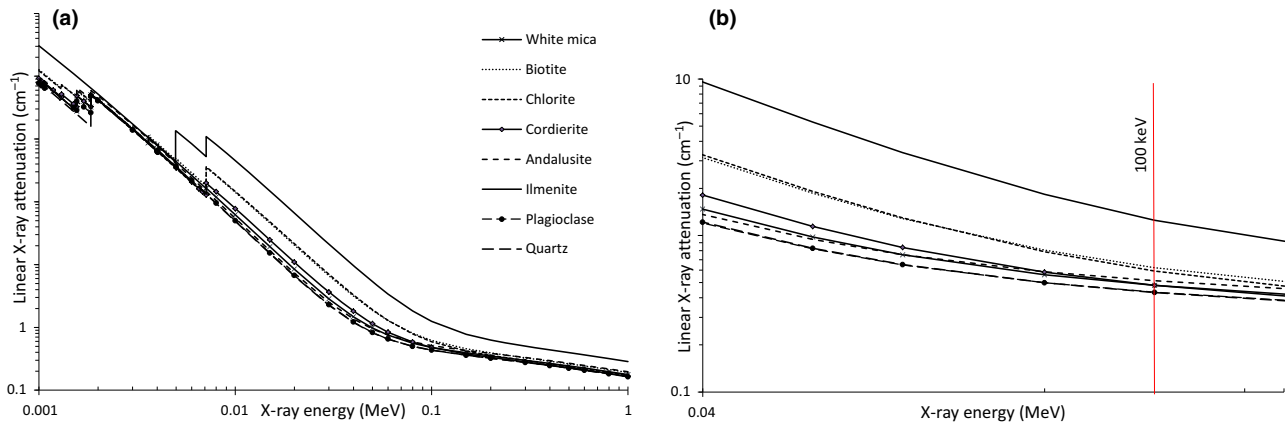 (a)
Linear X-ray attenuation (cm⁻¹)
1
0.1
0.001
0.01
0.1
1
X-ray energy (MeV)
White mica
Biotite
Chlorite
Cordierite
Andalusite
Ilmenite
Plagioclase
Quartz
(b)
Linear X-ray attenuation (cm⁻¹)
10
0.1
0.04
X-ray energy (MeV)
100 keV